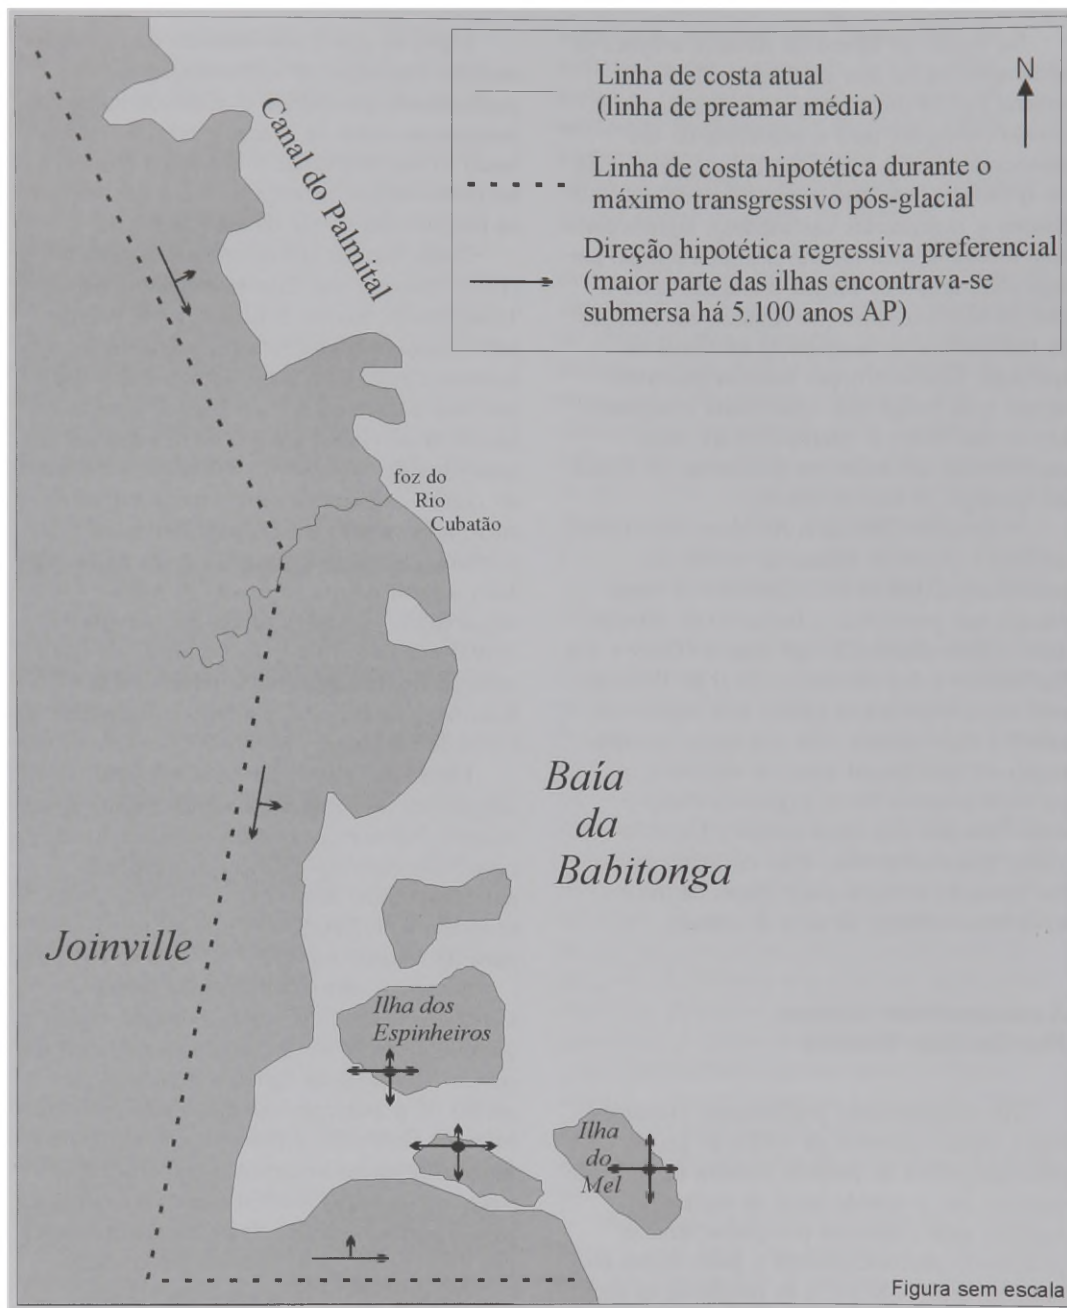 Linha de costa atual
(linha de preamar média)
N
Linha de costa hipotética durante o
máximo transgressivo pós-glacial
Direção hipotética regressiva preferencial
(maior parte das ilhas encontrava-se
submersa há 5.100 anos AP)
Canal do Palmital
foz do
Rio
Cubatão
Baía
da
Babitonga
Joinville
Ilha dos
Espinheiros
Ilha
do
Mel
Figura sem escala